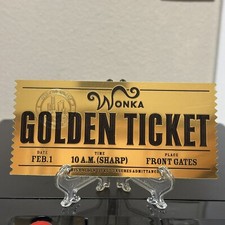 WONKA
GOLDEN TICKET
DATE TIME PLACE
FEB. 1 10 A.M. (SHARP) FRONT GATES